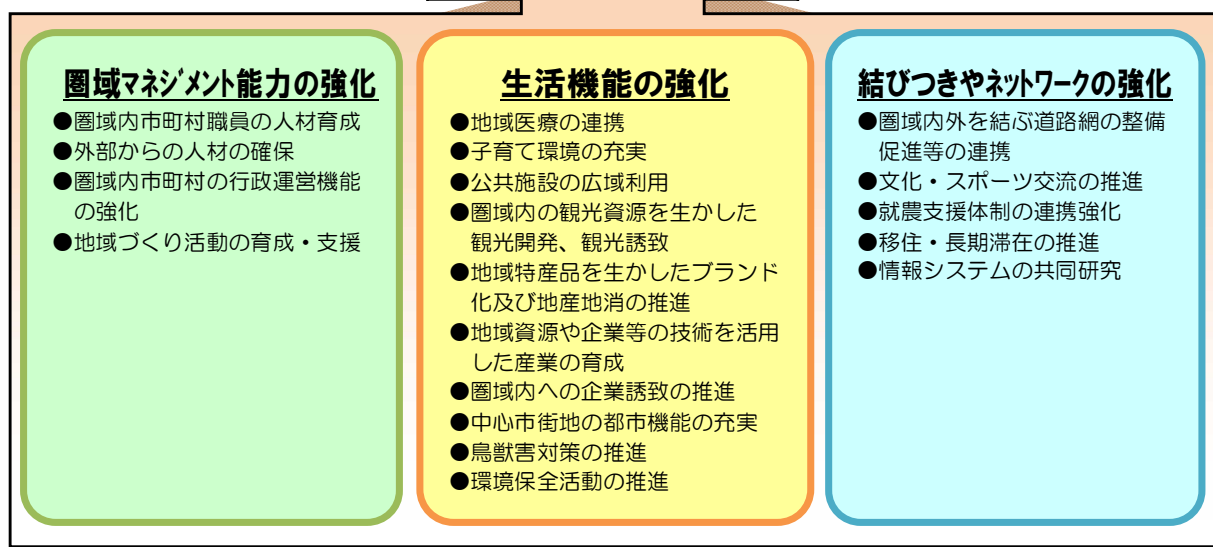 圏域マネジメント能力の強化
●圏域内市町村職員の人材育成
●外部からの人材の確保
●圏域内市町村の行政運営機能
の強化
●地域づくり活動の育成・支援
生活機能の強化
●地域医療の連携
●子育て環境の充実
●公共施設の広域利用
●圏域内の観光資源を生かした
観光開発、観光誘致
●地域特産品を生かしたブランド
化及び地産地消の推進
●地域資源や企業等の技術を活用
した産業の育成
●圏域内への企業誘致の推進
●中心市街地の都市機能の充実
●鳥獣害対策の推進
●環境保全活動の推進
結びつきやネットワークの強化
●圏域内外を結ぶ道路網の整備
促進等の連携
●文化・スポーツ交流の推進
●就農支援体制の連携強化
●移住・長期滞在の推進
●情報システムの共同研究